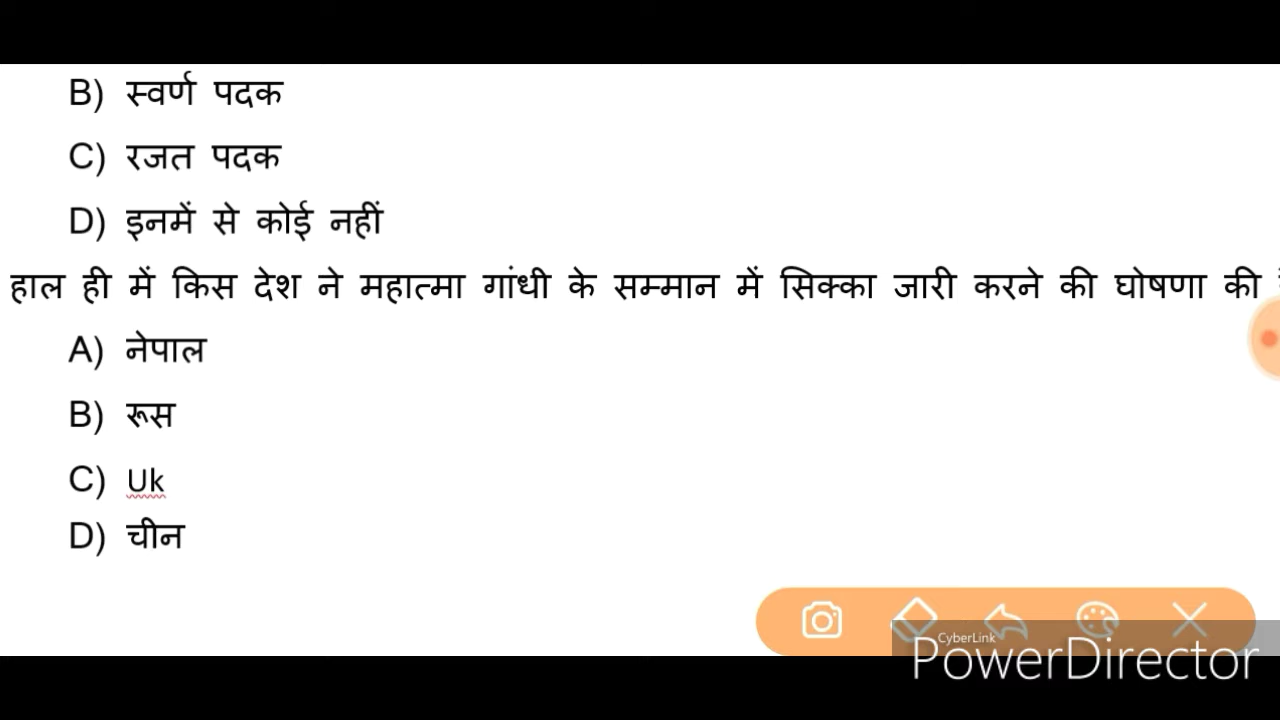 B) स्वर्ण पदक
C) रजत पदक
D) इनमें से कोई नहीं
हाल ही में किस देश ने महात्मा गांधी के सम्मान में सिक्का जारी करने की घोषणा की
A) नेपाल
B) रूस
C) Uk
D) चीन
CyberLink
PowerDirector